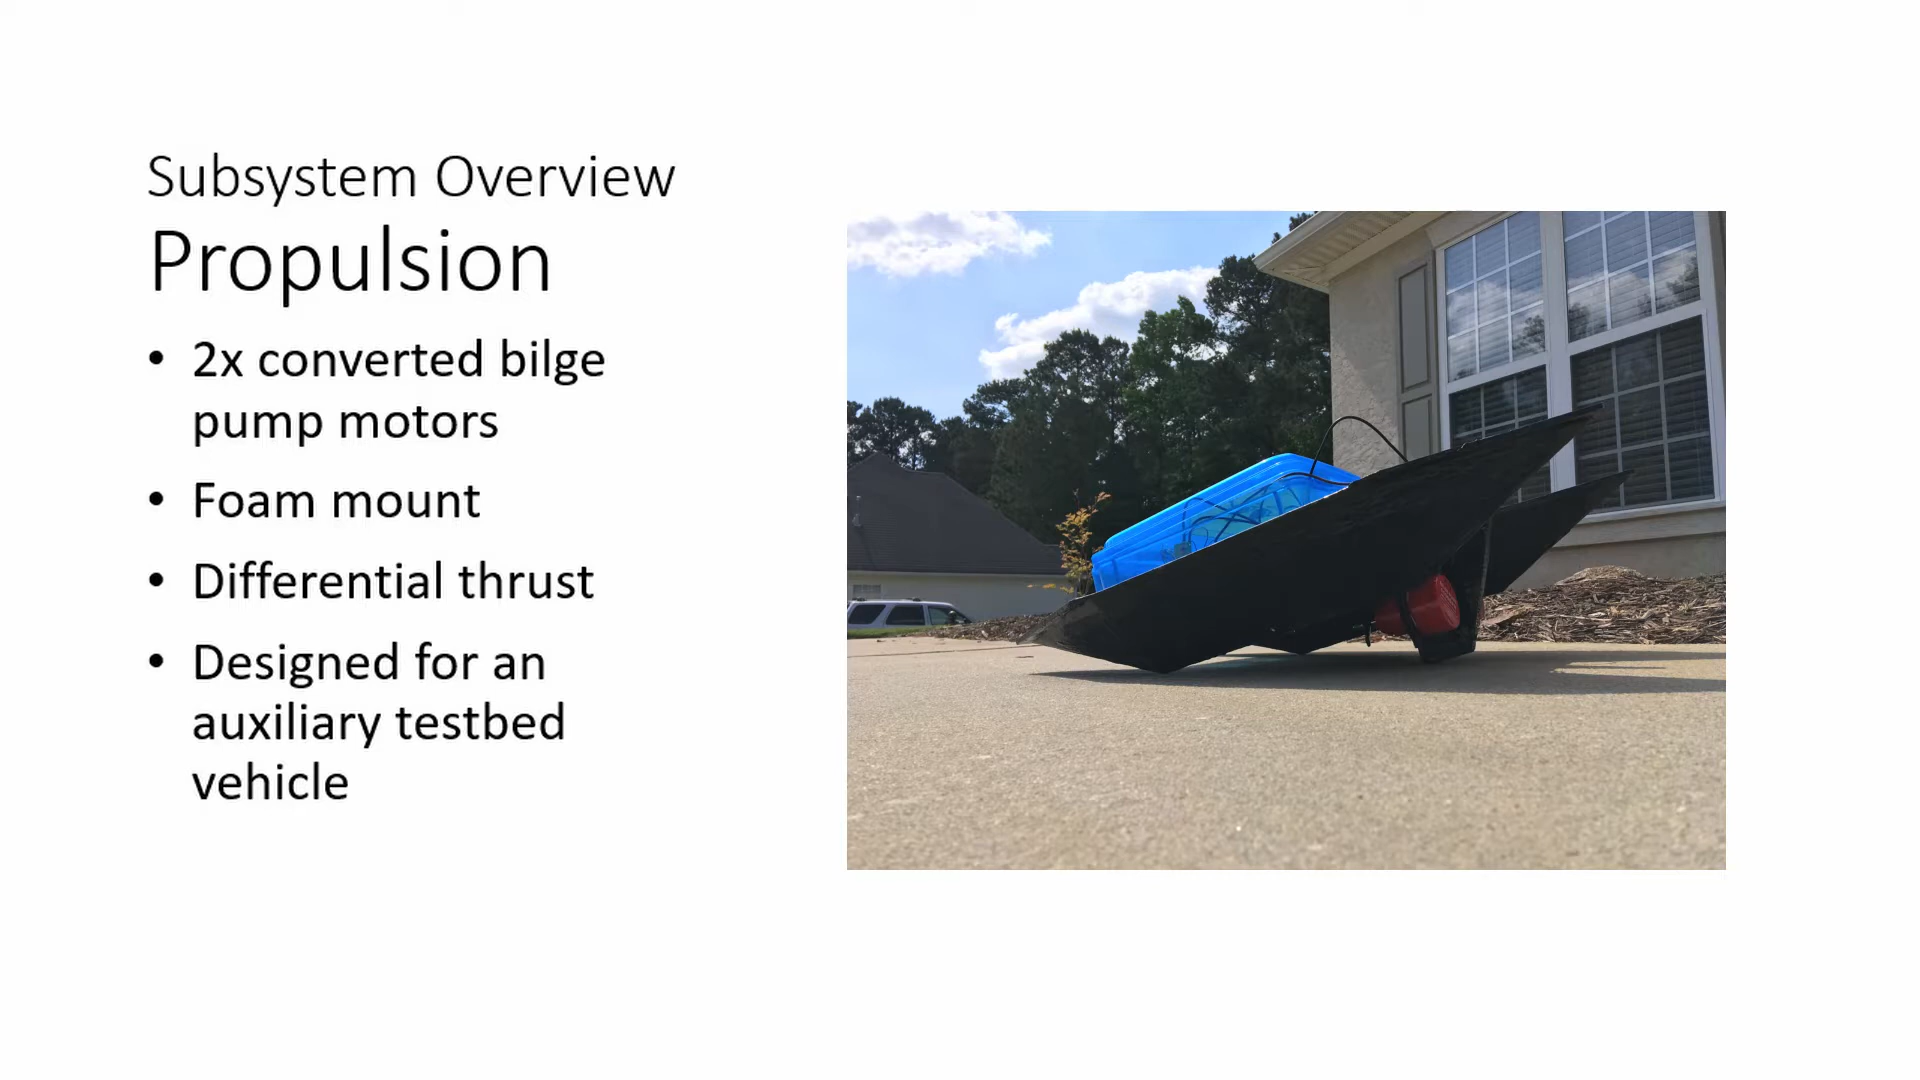 Subsystem Overview
Propulsion
• 2x converted bilge
pump motors
• Foam mount
• Differential thrust
• Designed for an
auxiliary testbed
vehicle